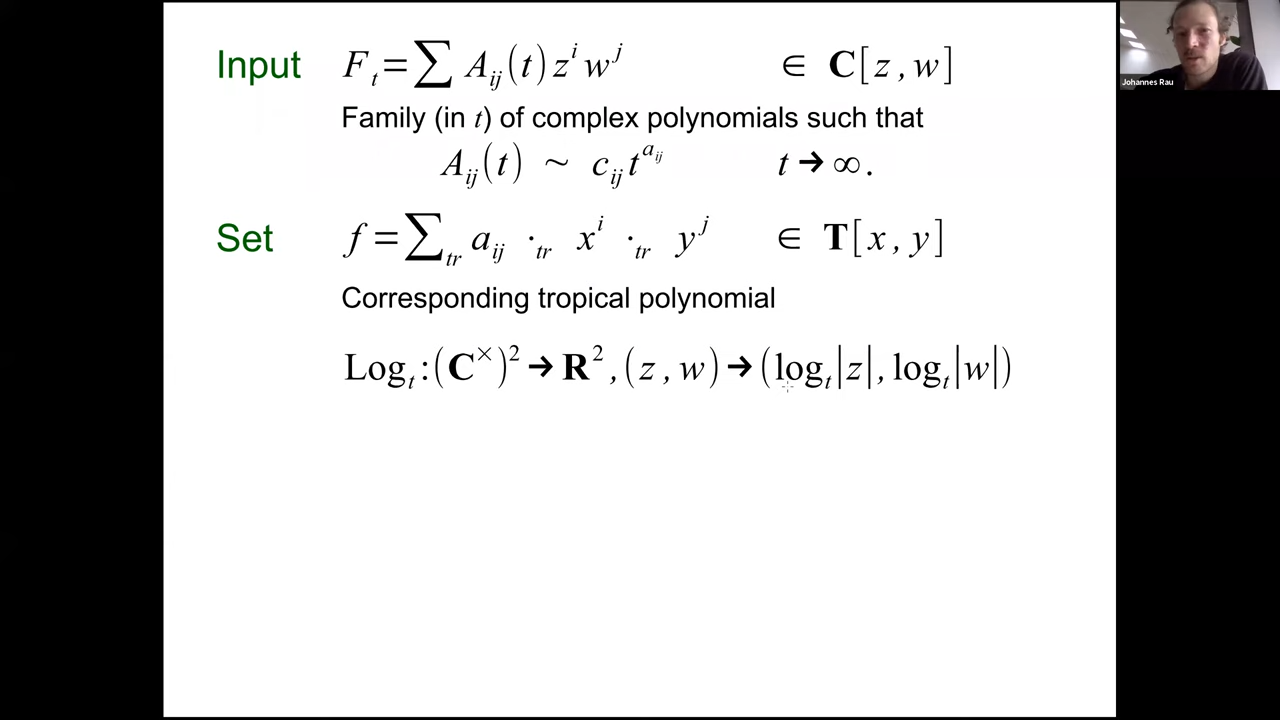 Input F_t = ∑ A_ij(t) z^i w^j ∈ C[z, w]
Family (in t) of complex polynomials such that
A_ij(t) ~ c_ij t^{a_ij} t → ∞.
Set f = ∑_tr a_ij ·_tr x^i ·_tr y^j ∈ T[x, y]
Corresponding tropical polynomial
Log_t : (C^×)^2 → R^2, (z, w) → (log_t|z|, log_t|w|)
Johannes Rau